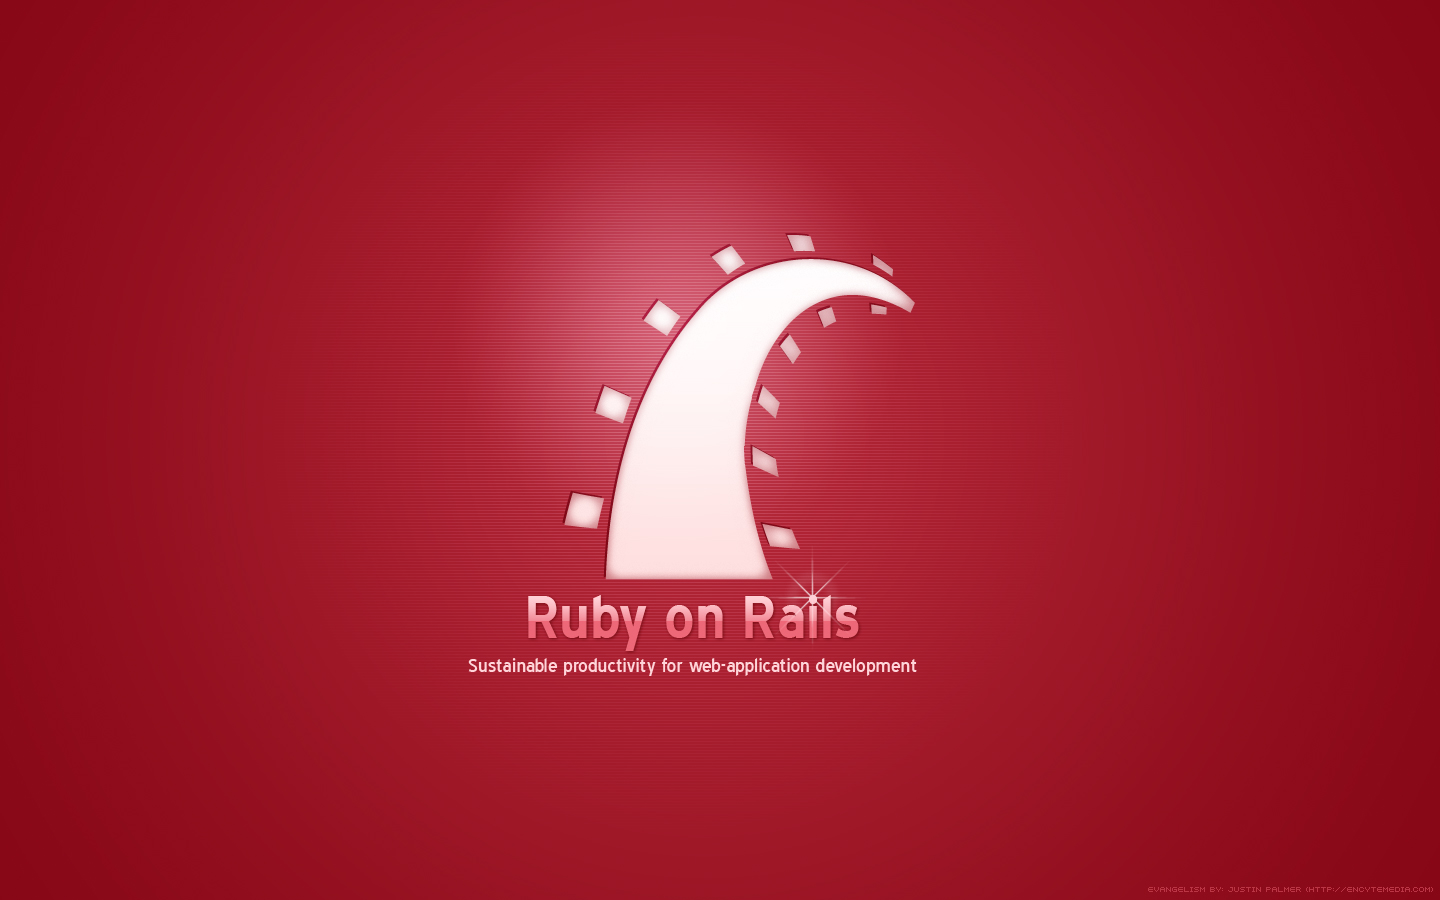 Ruby on Rails
Sustainable productivity for web-application development
EVANGELISM BY: JUSTIN PALMER (HTTP://ENCYTEMEDIA.COM)